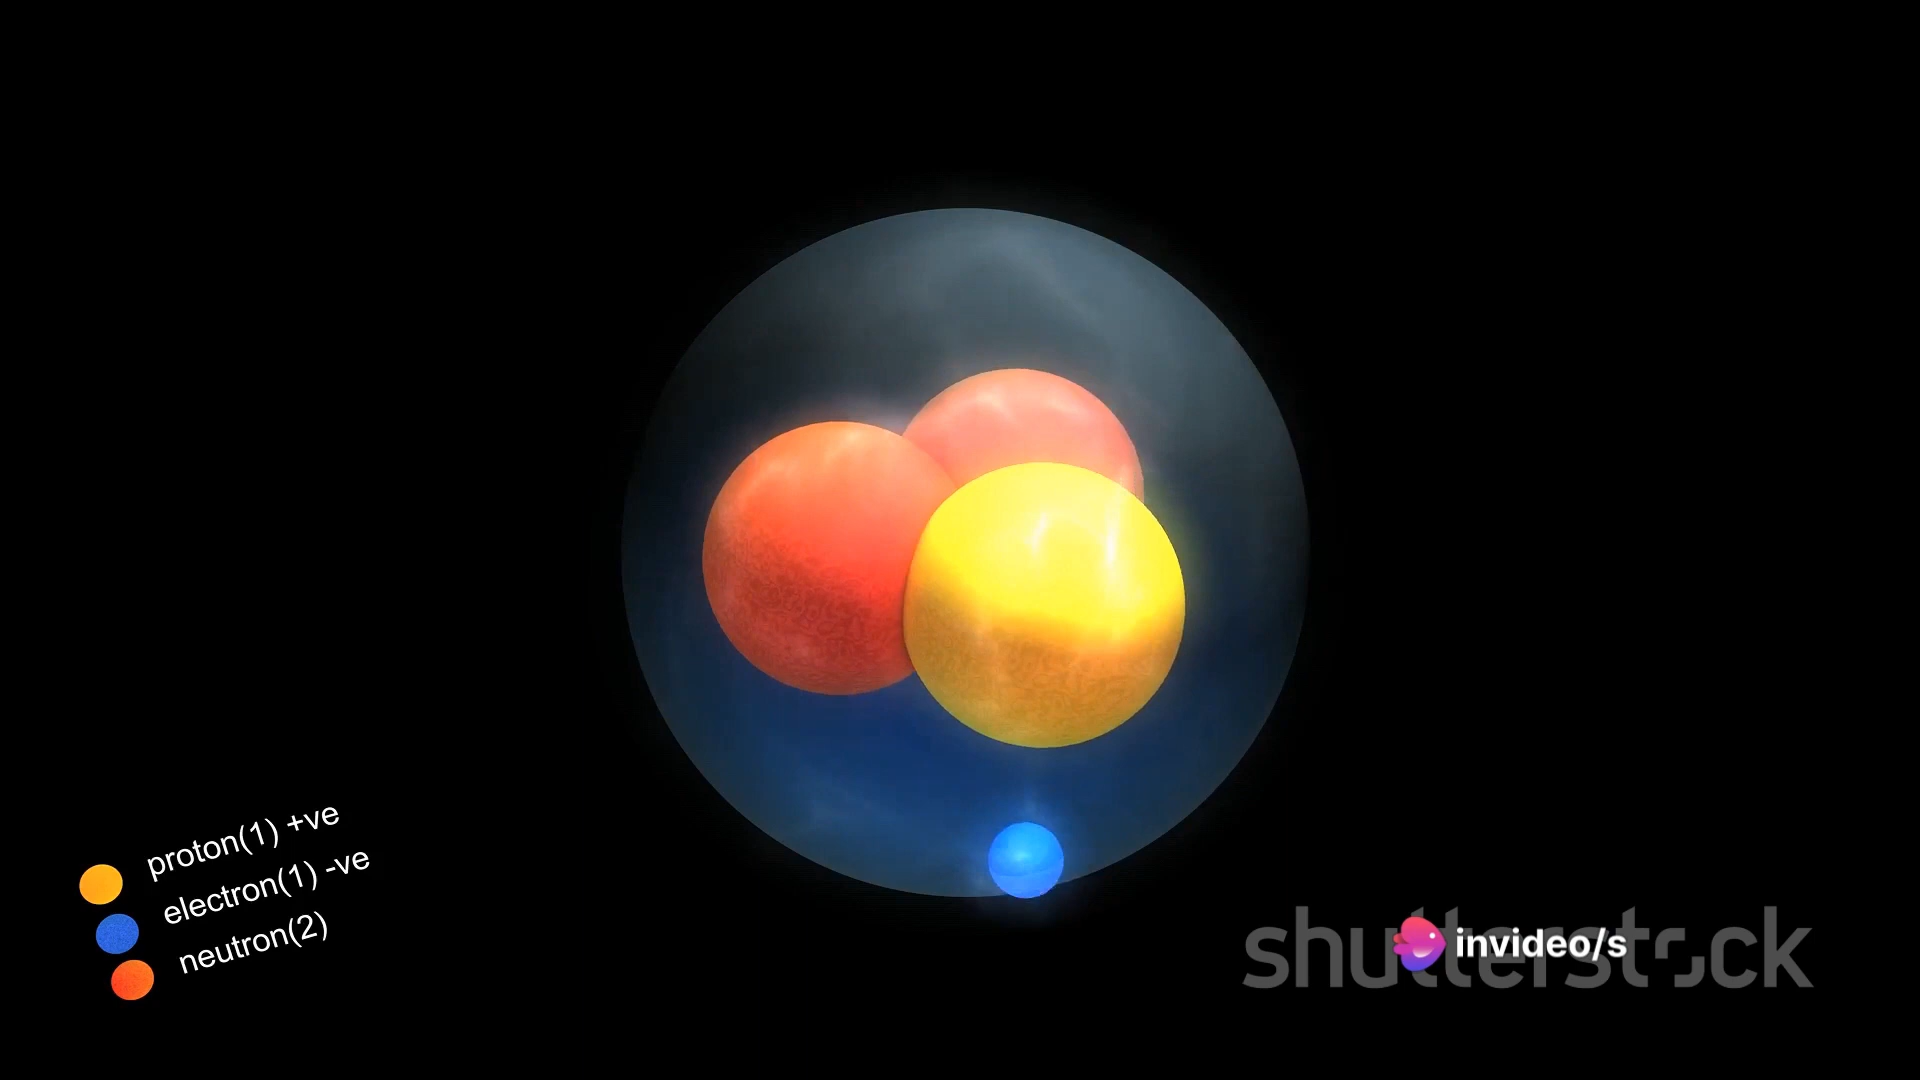 proton(1) +ve
electron(1) -ve
neutron(2)
shutterstock
invideo/s